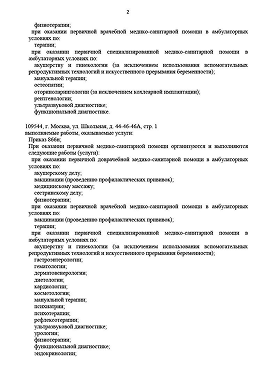 2
физиотерапии;
при оказании первичной врачебной медико-санитарной помощи в амбулаторных
условиях по:
терапии;
при оказании первичной специализированной медико-санитарной помощи в
амбулаторных условиях по:
акушерству и гинекологии (за исключением использования вспомогательных
репродуктивных технологий и искусственного прерывания беременности);
мануальной терапии;
остеопатии;
оториноларингологии (за исключением кохлеарной имплантации);
рентгенологии;
ультразвуковой диагностике;
функциональной диагностике.
109544, г. Москва, ул. Школьная, д. 44-46-46А, стр. 1
выполняемые работы, оказываемые услуги:
Приказ 866н;
При оказании первичной медико-санитарной помощи организуются и выполняются
следующие работы (услуги):
при оказании первичной доврачебной медико-санитарной помощи в амбулаторных
условиях по:
акушерскому делу;
вакцинации (проведению профилактических прививок);
медицинскому массажу;
сестринскому делу;
физиотерапии;
при оказании первичной врачебной медико-санитарной помощи в амбулаторных
условиях по:
вакцинации (проведению профилактических прививок);
терапии;
при оказании первичной специализированной медико-санитарной помощи в
амбулаторных условиях по:
акушерству и гинекологии (за исключением использования вспомогательных
репродуктивных технологий и искусственного прерывания беременности);
гастроэнтерологии;
гематологии;
дерматовенерологии;
диетологии;
кардиологии;
косметологии;
мануальной терапии;
психиатрии;
психотерапии;
рефлексотерапии;
ультразвуковой диагностике;
урологии;
физиотерапии;
функциональной диагностике;
эндокринологии;